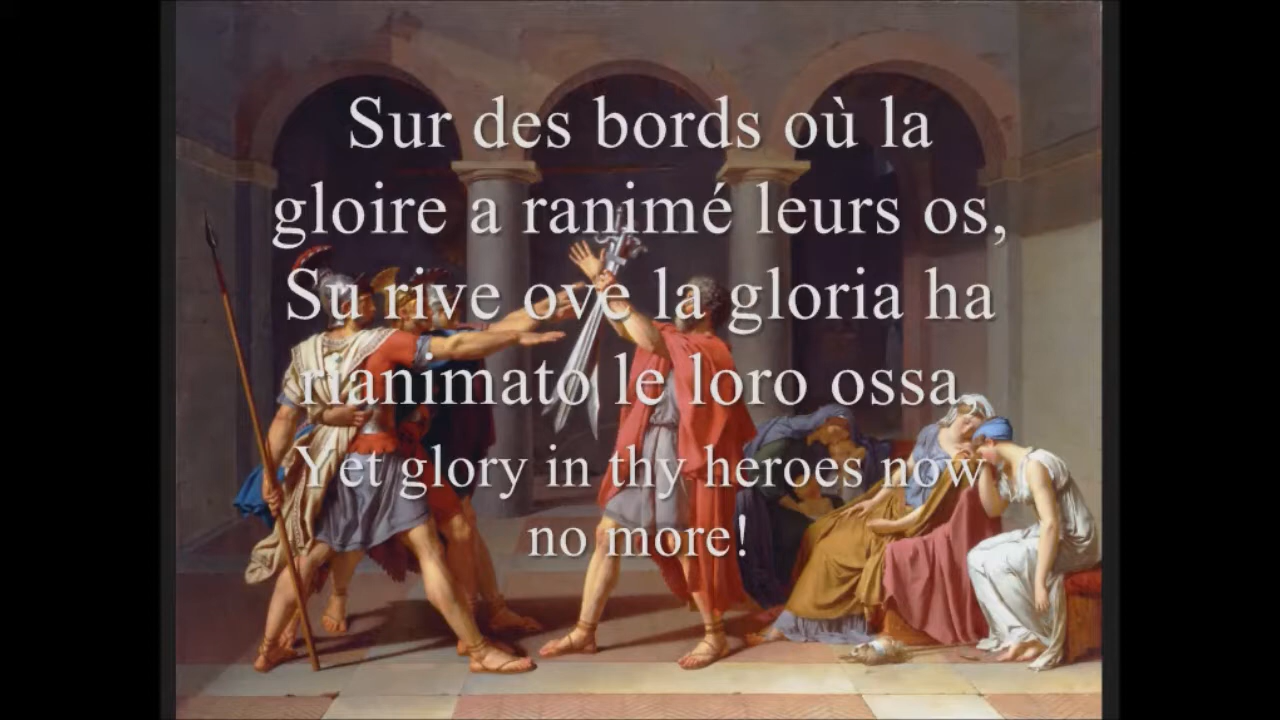 Sur des bords où la
gloire a ranimé leurs os,
Su rive ove la gloria ha
rianimato le loro ossa,
Yet glory in thy heroes now
no more!